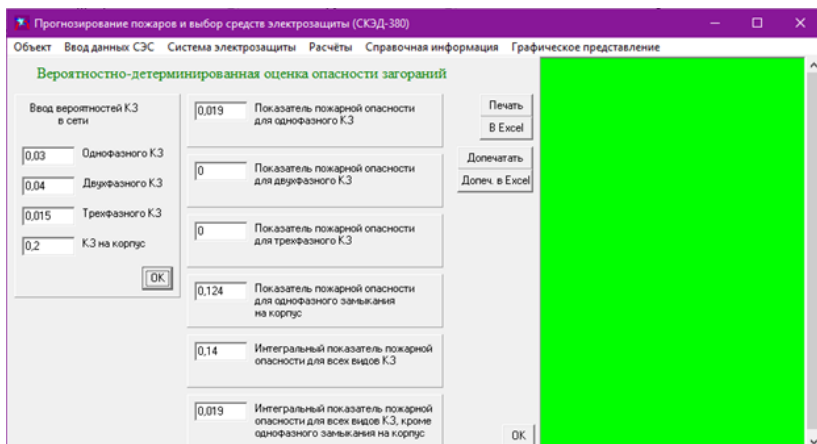 Прогнозирование пожаров и выбор средств электрозащиты (СКЭД-380)
Объект Ввод данных СЭС Система электрозащиты Расчёты Справочная информация Графическое представление
Вероятностно-детерминированная оценка опасности загораний
Ввод вероятностей КЗ
в сети
0,03 Однофазного КЗ
0,04 Двухфазного КЗ
0,015 Трехфазного КЗ
0,2 КЗ на корпус
OK
0,019 Показатель пожарной опасности
для однофазного КЗ
0 Показатель пожарной опасности
для двухфазного КЗ
0 Показатель пожарной опасности
для трехфазного КЗ
0,124 Показатель пожарной опасности
для однофазного замыкания
на корпус
0,14 Интегральный показатель пожарной
опасности для всех видов КЗ
0,019 Интегральный показатель пожарной
опасности для всех видов КЗ, кроме
однофазного замыкания на корпус
Печать
В Excel
Допечатать
Допеч. в Excel
OK